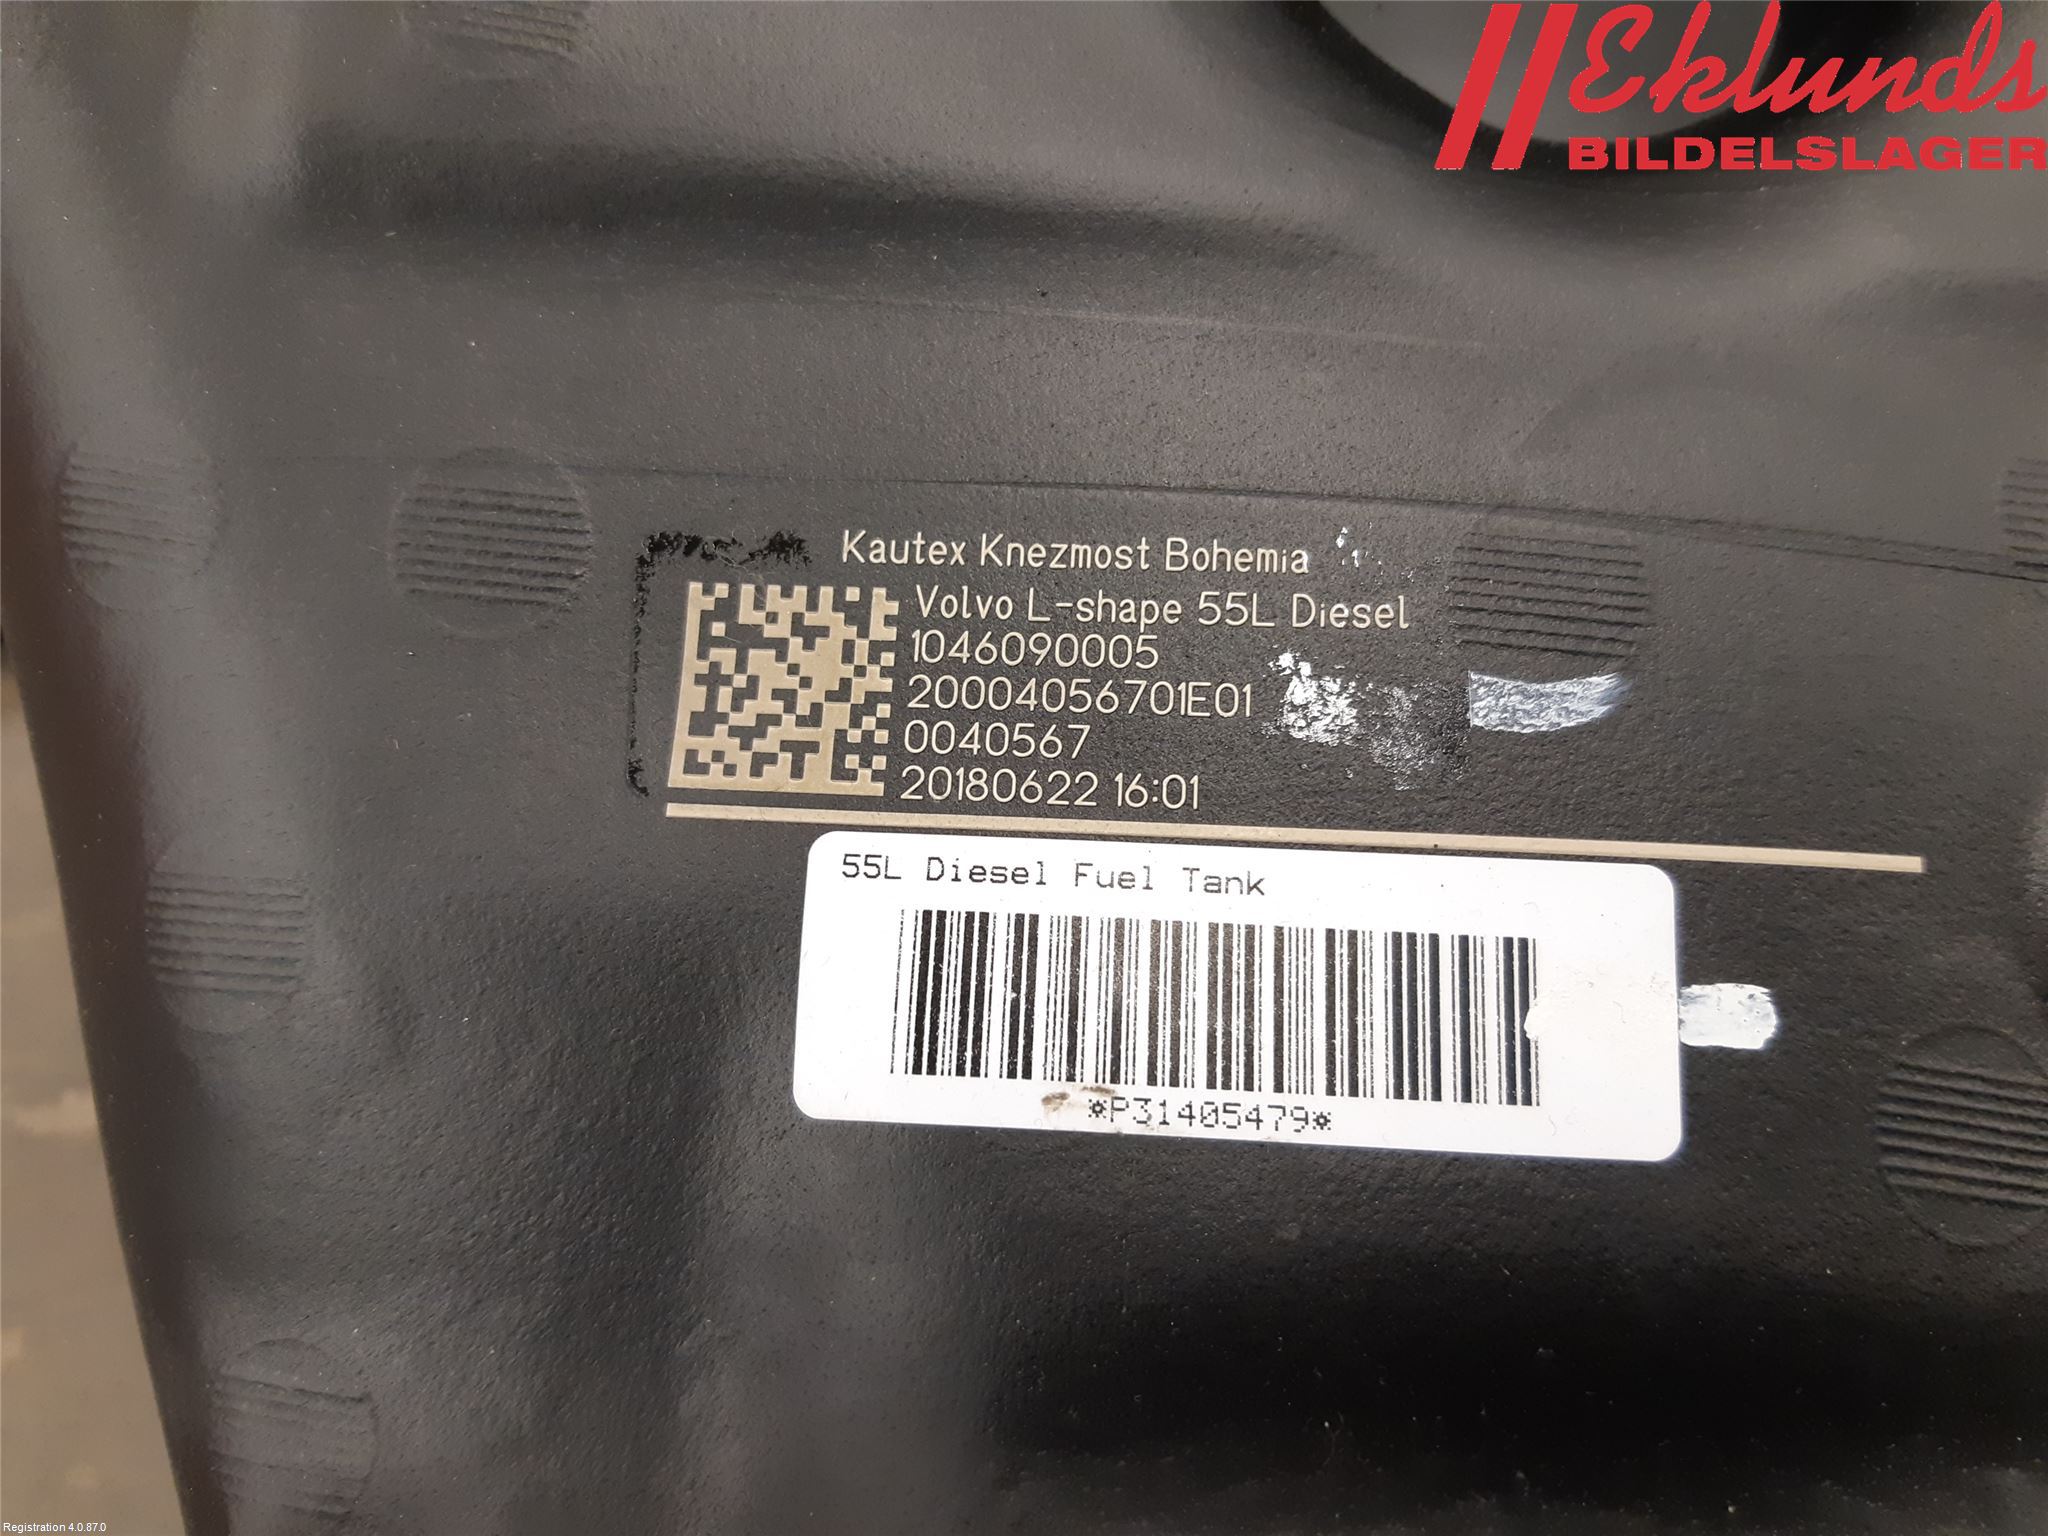 Eklunds
BILDELSLAGER
Kautex Knezmost Bohemia
Volvo L-shape 55L Diesel
1046090005
20004056701E01
0040567
20180622 16:01
55L Diesel Fuel Tank
*P31405479*
Registration 4.0.87.0